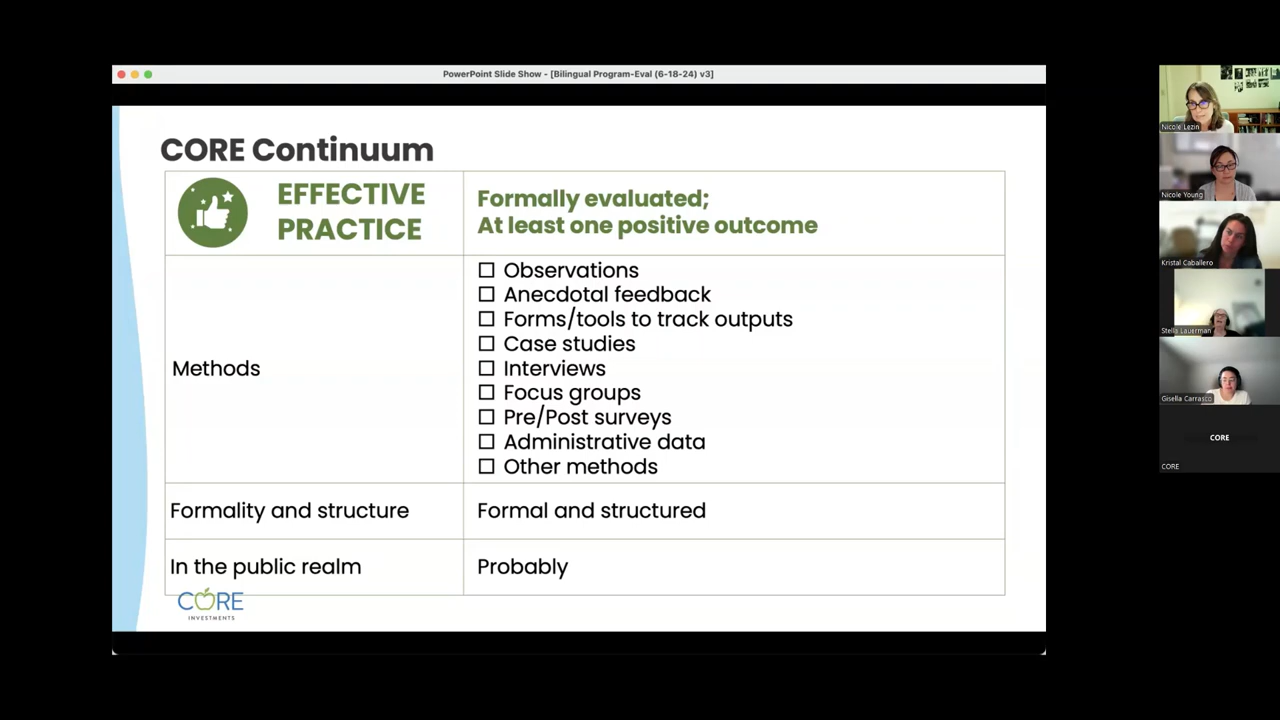 PowerPoint Slide Show - [Bilingual Program-Eval (6-18-24) v3]
CORE Continuum
EFFECTIVE
PRACTICE
Formally evaluated;
At least one positive outcome
Methods
☐ Observations
☐ Anecdotal feedback
☐ Forms/tools to track outputs
☐ Case studies
☐ Interviews
☐ Focus groups
☐ Pre/Post surveys
☐ Administrative data
☐ Other methods
Formality and structure
Formal and structured
In the public realm
Probably
CORE
INVESTMENTS
Nicole Lezin
Nicole Young
Kristal Caballero
Stella Lauerman
Gisella Carrasco
CORE
CORE